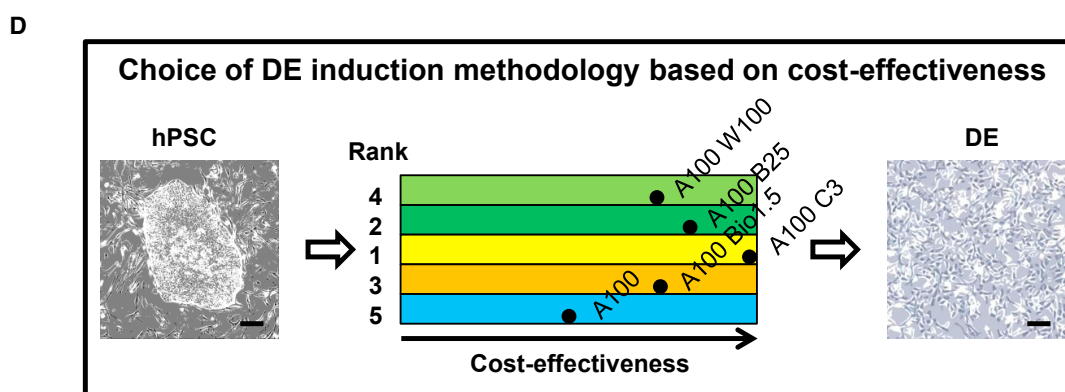 D
Choice of DE induction methodology based on cost-effectiveness
hPSC
Rank
DE
4
A100 W100
2
A100 B25
1
A100 C3
3
A100 Bio1.5
5
A100
Cost-effectiveness